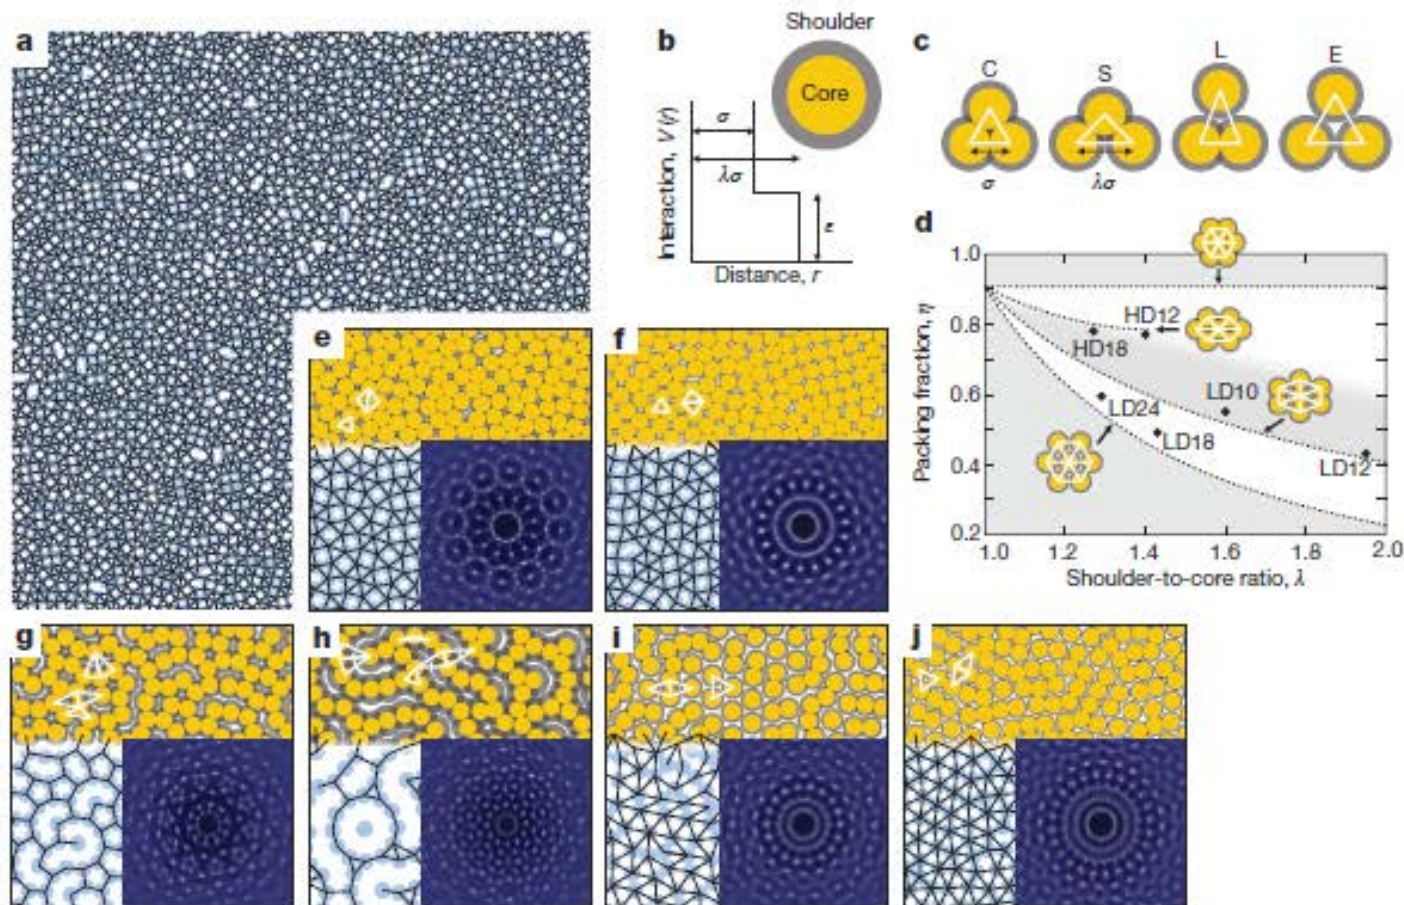 a
b
Shoulder
Core
Interaction, V(r)
σ
λσ
ε
Distance, r
c
C
S
L
E
σ
λσ
d
Packing fraction, η
1.0
0.8
0.6
0.4
0.2
HD12
HD18
LD10
LD24
LD18
LD12
1.0 1.2 1.4 1.6 1.8 2.0
Shoulder-to-core ratio, λ
e
f
g
h
i
j